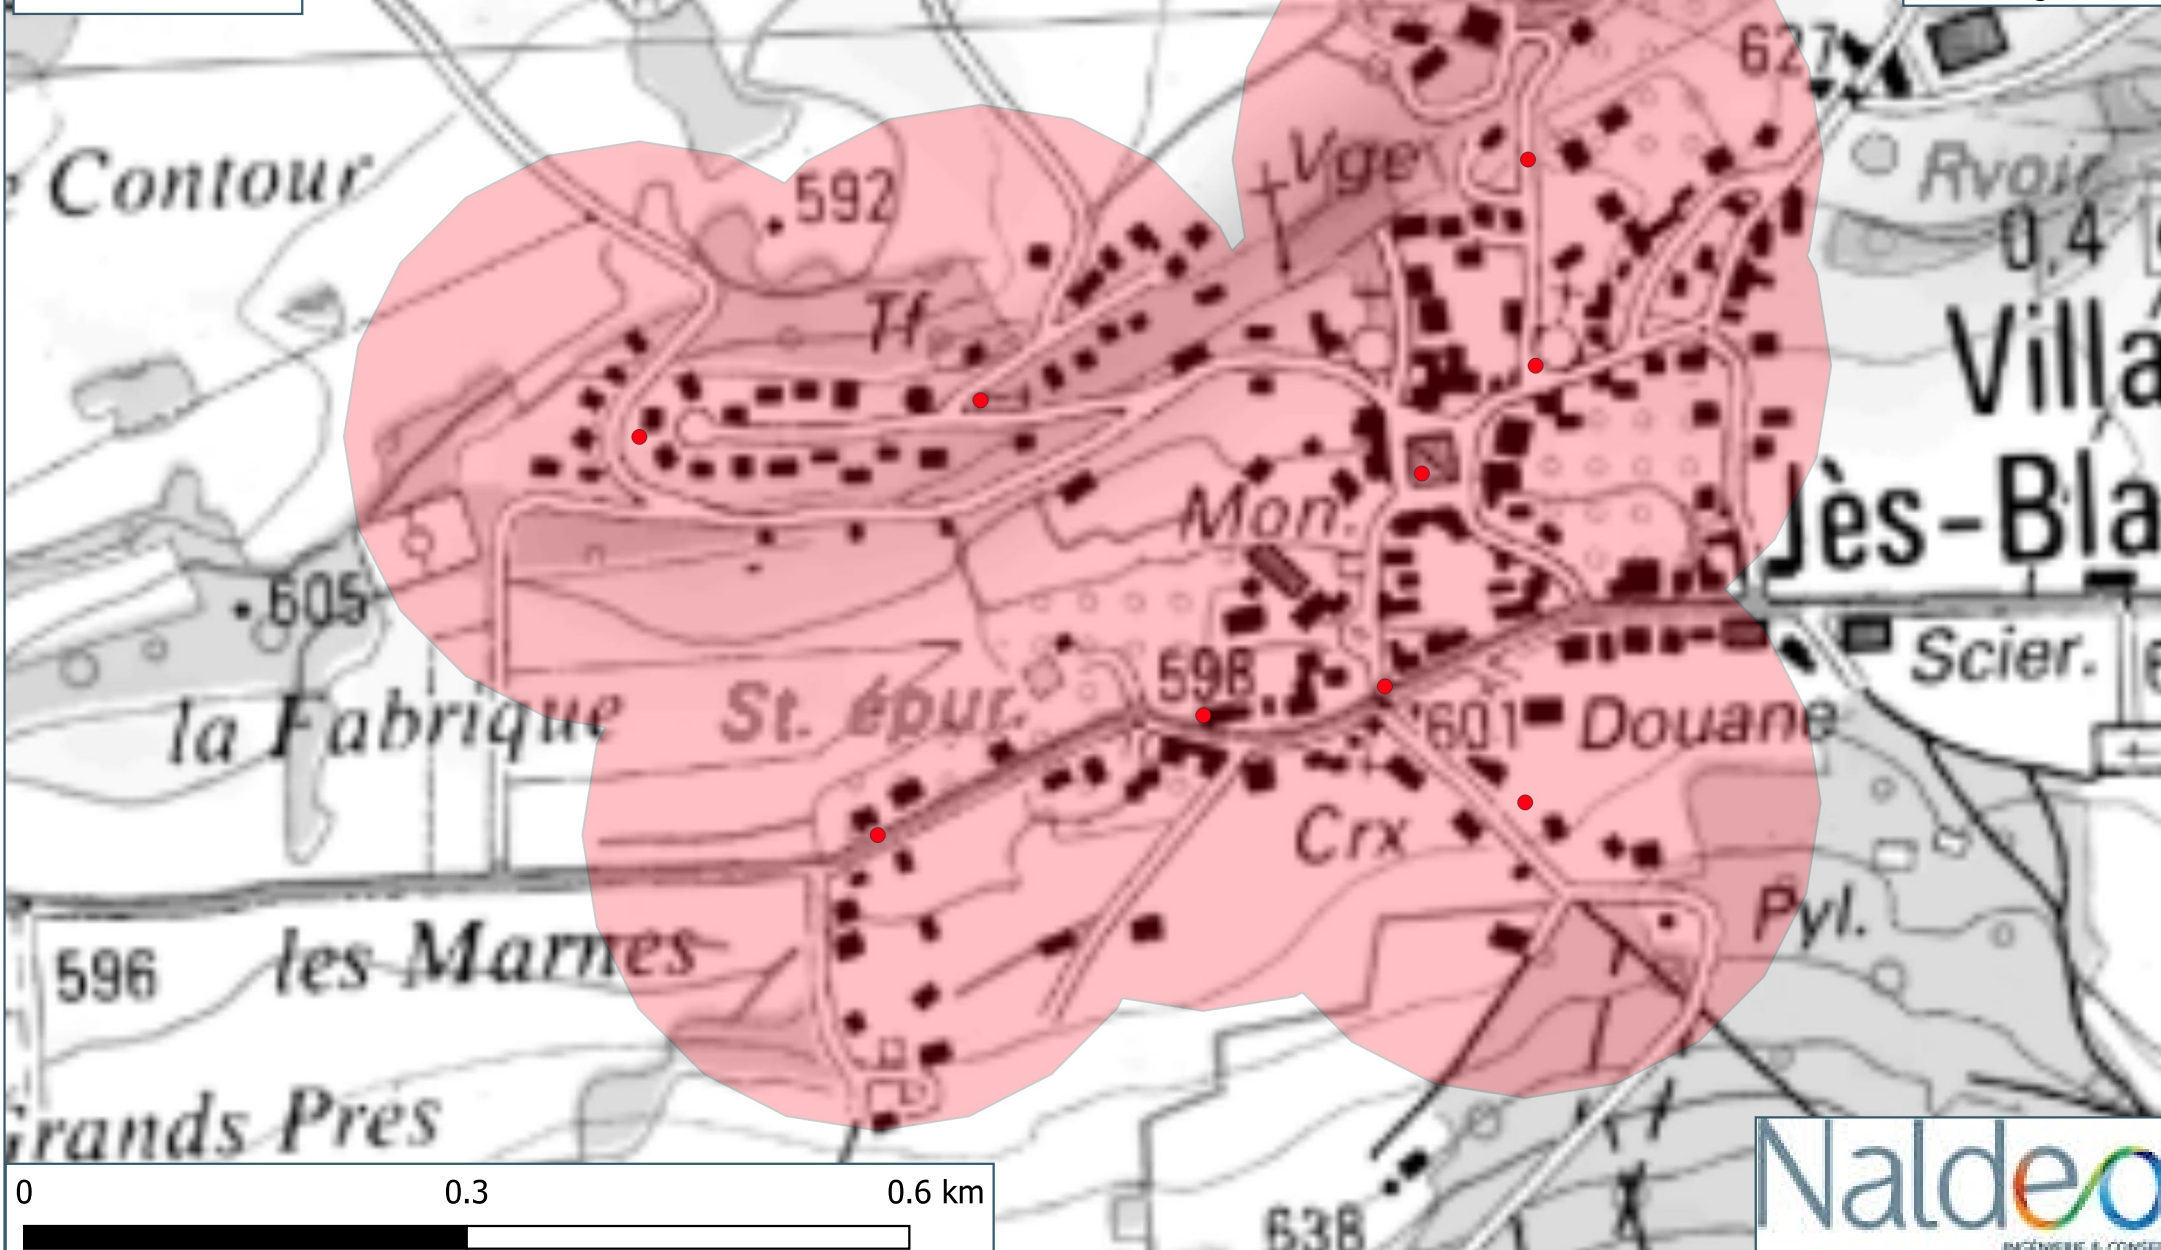 627
Contour
592
Vge
Rvoir
0,4
Tf
Villa
Mon.
lès-Bla
605
Scier.
598
la Fabrique
St. épur.
601
Douane
Crx
Pyl.
596
les Marnes
Grands Pres
0 0.3 0.6 km
638
Naldeo